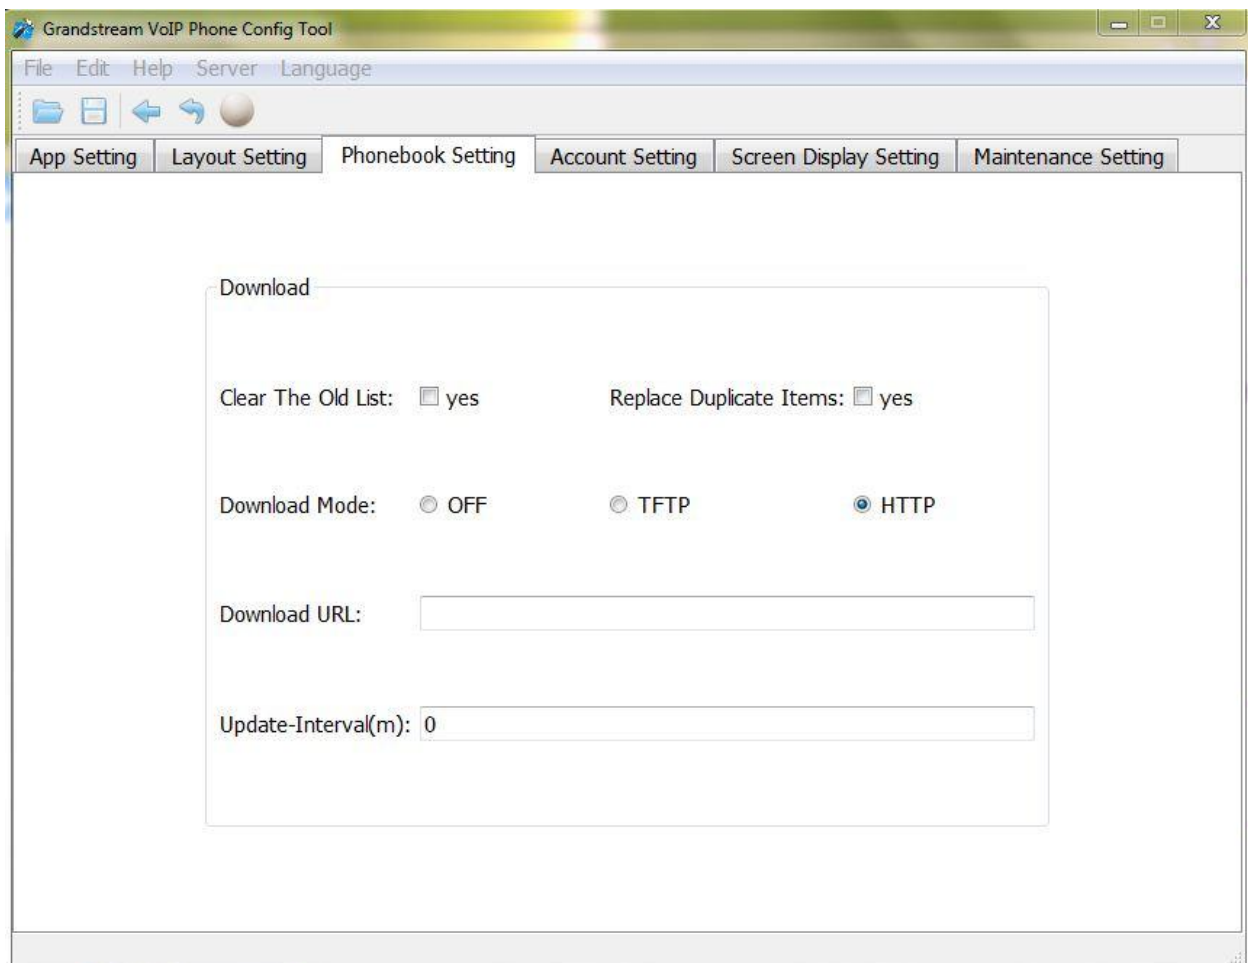 Grandstream VoIP Phone Config Tool
File Edit Help Server Language
App Setting Layout Setting Phonebook Setting Account Setting Screen Display Setting Maintenance Setting
Download
Clear The Old List: yes Replace Duplicate Items: yes
Download Mode: OFF TFTP HTTP
Download URL:
Update-Interval(m): 0